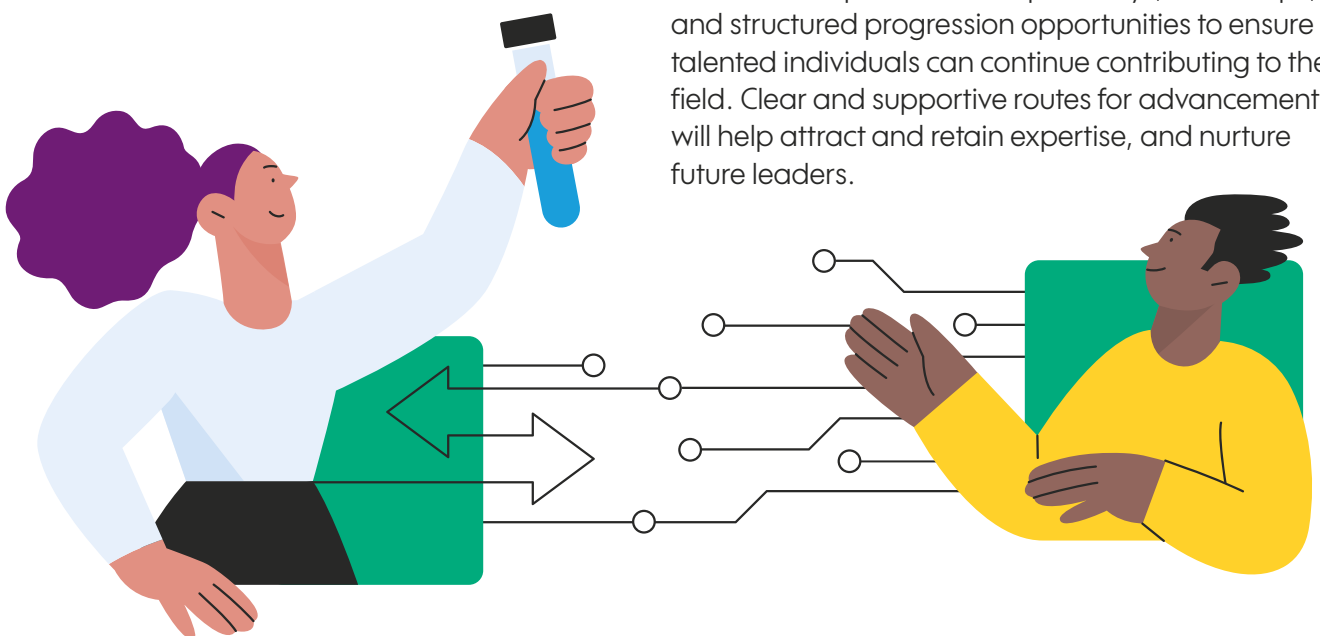 and structured progression opportunities to ensure
talented individuals can continue contributing to the
field. Clear and supportive routes for advancement
will help attract and retain expertise, and nurture
future leaders.